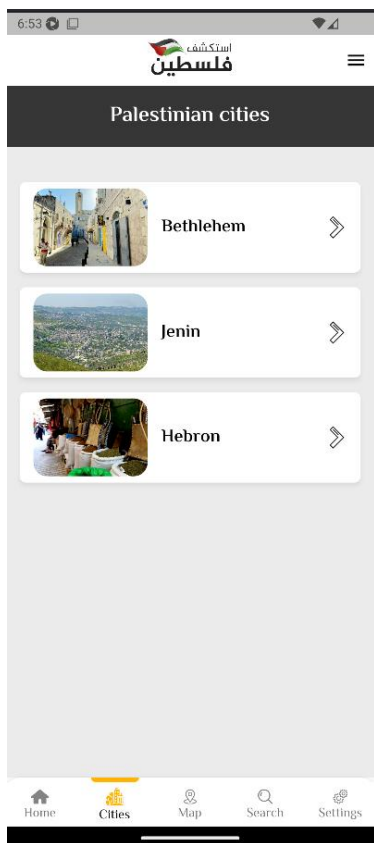 6:53
استكشف
فلسطين
Palestinian cities
Bethlehem
Jenin
Hebron
Home
Cities
Map
Search
Settings